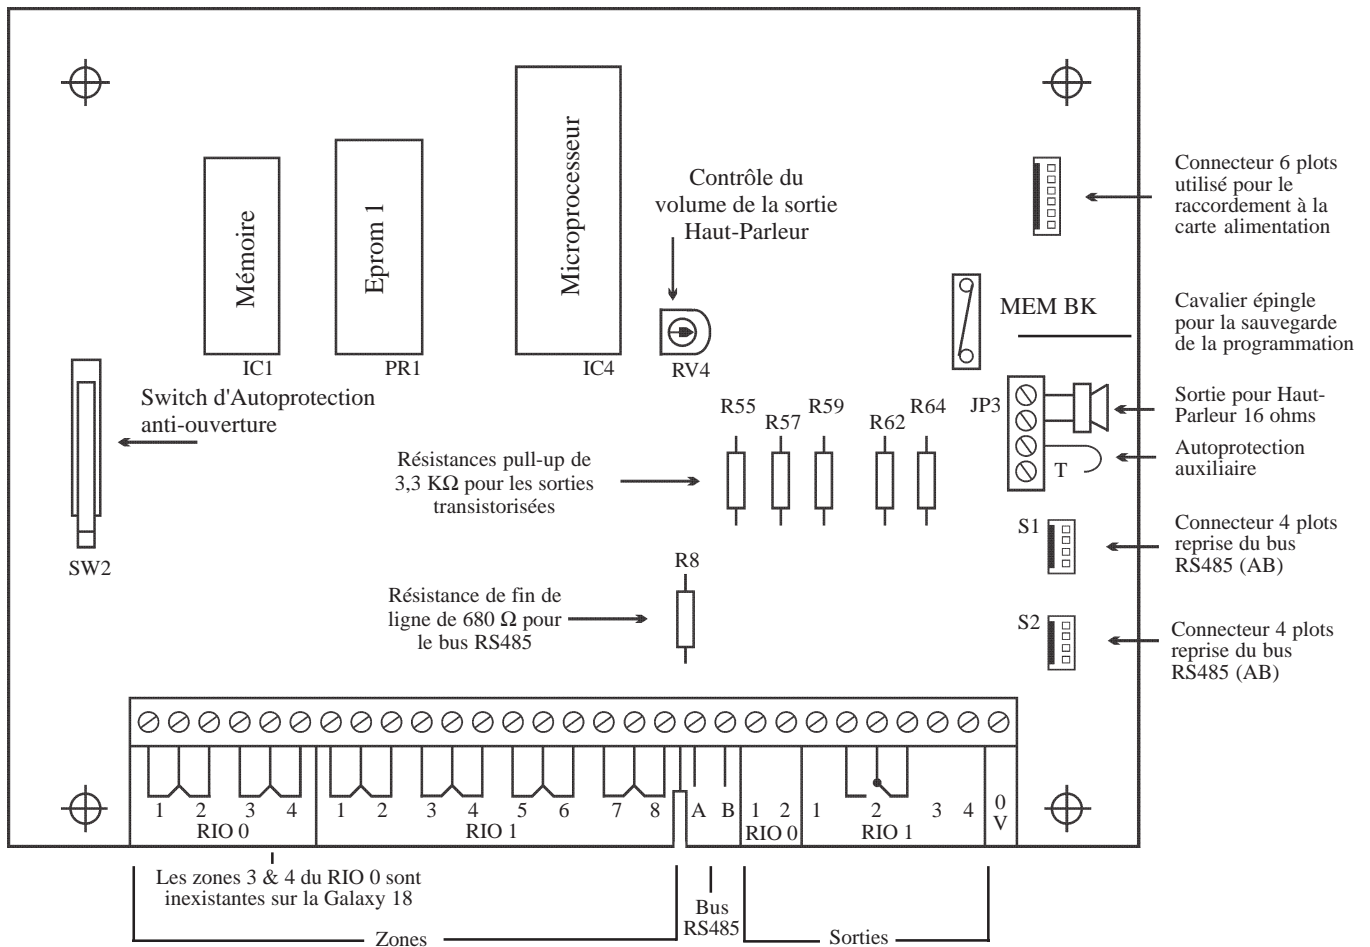 Connecteur 6 plots
utilisé pour le
raccordement à la
carte alimentation
Contrôle du
volume de la sortie
Haut-Parleur
Mémoire
Eprom 1
Microprocesseur
IC1
PR1
IC4
RV4
MEM BK
Cavalier épingle
pour la sauvegarde
de la programmation
Switch d'Autoprotection
anti-ouverture
SW2
R55
R57
R59
R62
R64
JP3
T
Sortie pour Haut-
Parleur 16 ohms
Autoprotection
auxiliaire
Résistances pull-up de
3,3 KΩ pour les sorties
transistorisées
S1
Connecteur 4 plots
reprise du bus
RS485 (AB)
R8
Résistance de fin de
ligne de 680 Ω pour
le bus RS485
S2
Connecteur 4 plots
reprise du bus
RS485 (AB)
1 2 3 4 1 2 3 4 5 6 7 8 A B 1 2 1 2 3 4 0
V
RIO 0 RIO 1 RIO 0 RIO 1
Les zones 3 & 4 du RIO 0 sont
inexistantes sur la Galaxy 18
Bus
RS485
Zones
Sorties